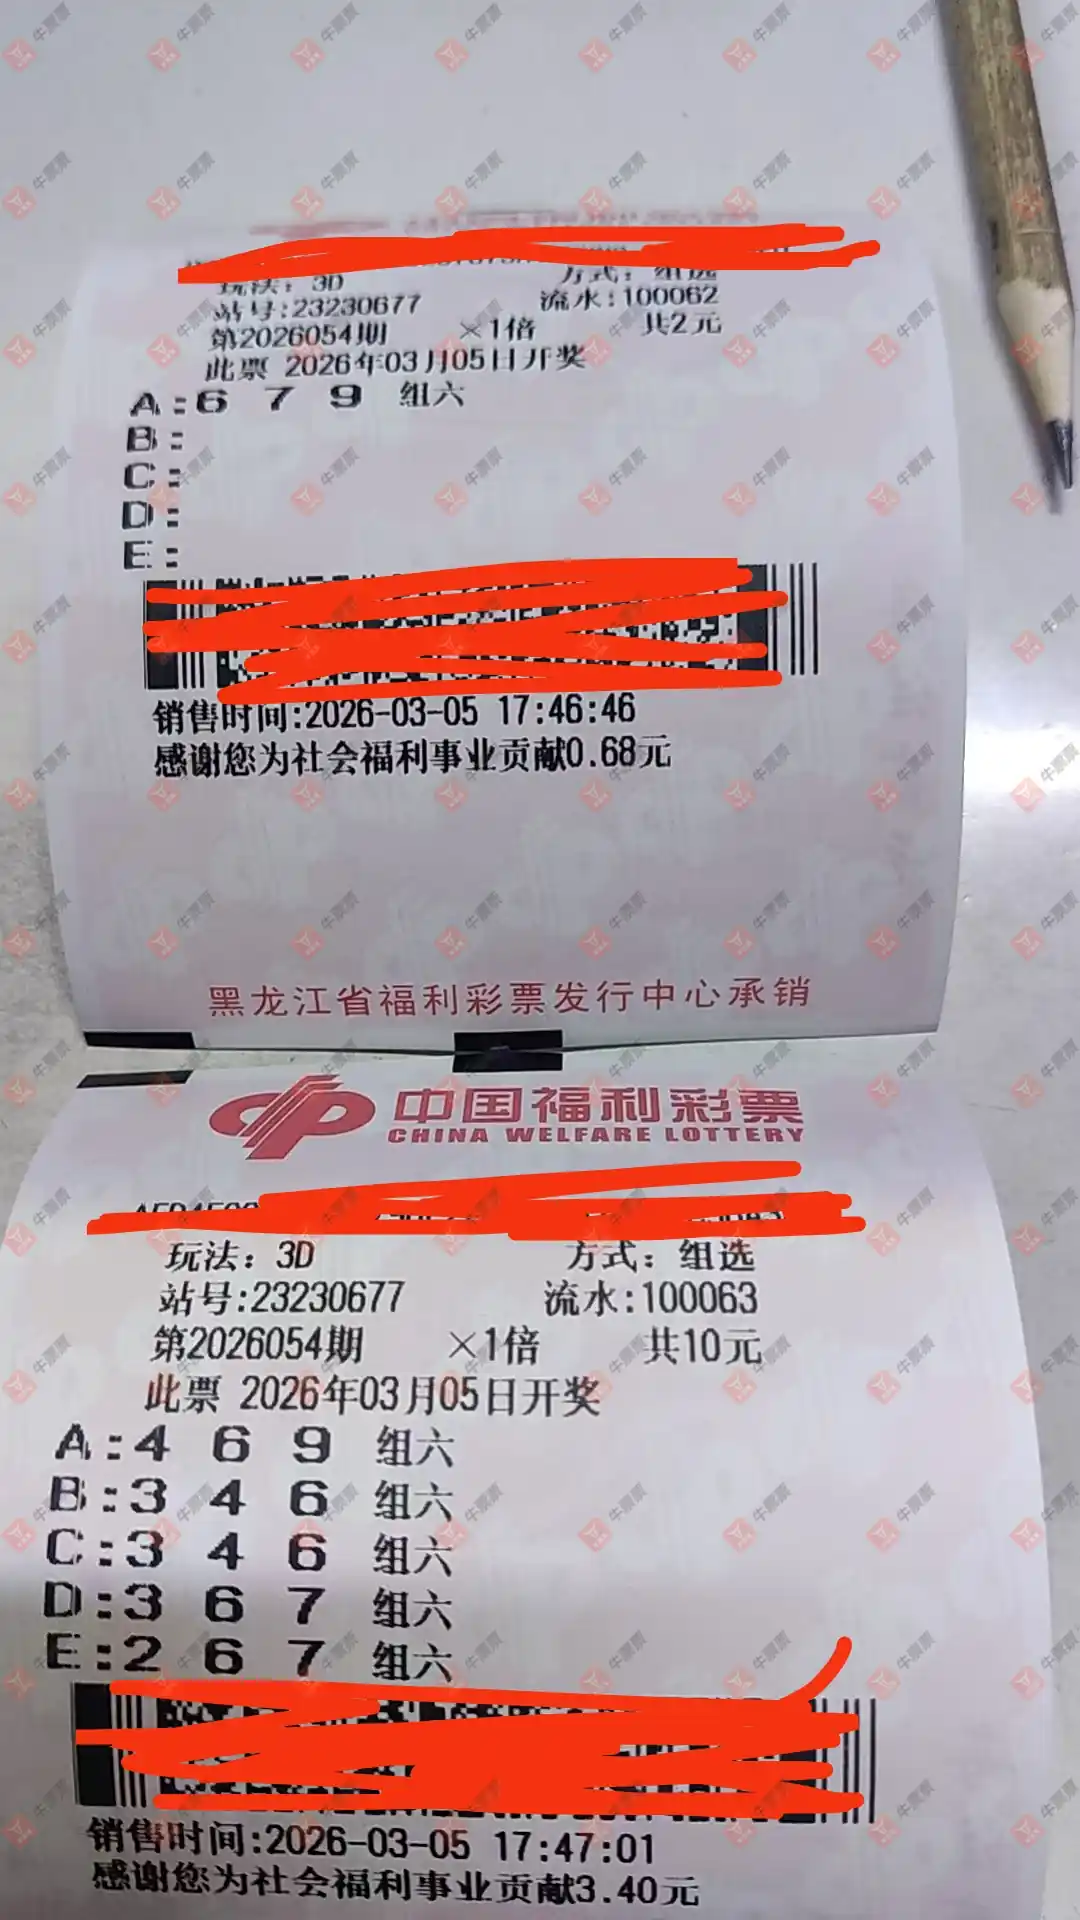 玩法：3D 方式：组选
站号:23230677 流水:100062
第2026054期 ×1倍 共2元
此票 2026年03月05日开奖
A:6 7 9 组六
B:
C:
D:
E:
销售时间:2026-03-05 17:46:46
感谢您为社会福利事业贡献0.68元
黑龙江省福利彩票发行中心承销
中国福利彩票
CHINA WELFARE LOTTERY
玩法：3D 方式：组选
站号:23230677 流水:100063
第2026054期 ×1倍 共10元
此票 2026年03月05日开奖
A:4 6 9 组六
B:3 4 6 组六
C:3 4 6 组六
D:3 6 7 组六
E:2 6 7 组六
销售时间:2026-03-05 17:47:01
感谢您为社会福利事业贡献3.40元
牛票票